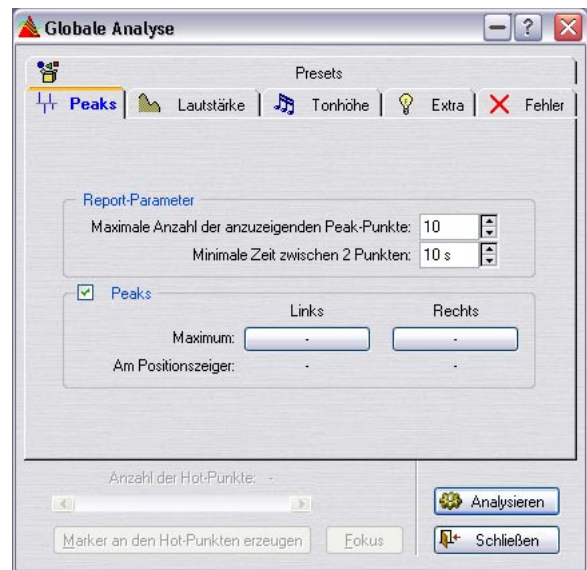 Globale Analyse
Presets
Peaks Lautstärke Tonhöhe Extra Fehler
Report-Parameter
Maximale Anzahl der anzuzeigenden Peak-Punkte: 10
Minimale Zeit zwischen 2 Punkten: 10 s
Peaks
Links Rechts
Maximum: - -
Am Positionszeiger: - -
Anzahl der Hot-Punkte: -
Marker an den Hot-Punkten erzeugen Fokus
Analysieren
Schließen